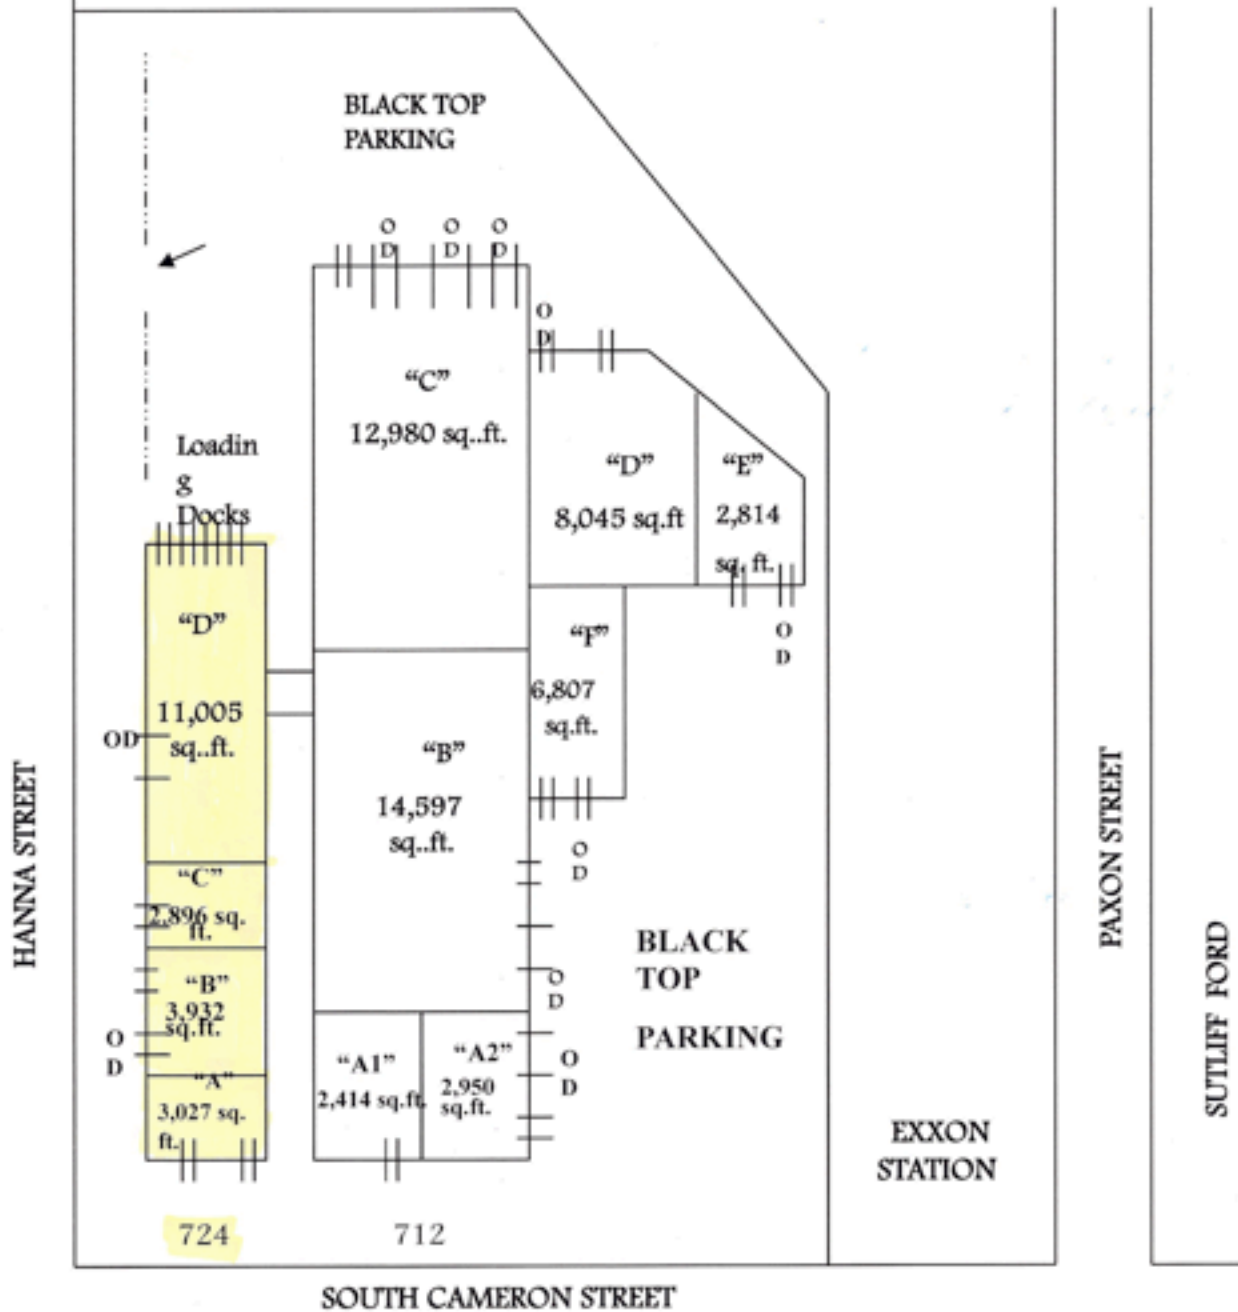 BLACK TOP
PARKING
O
D
O
D
O
D
O
D
“C”
12,980 sq..ft.
“D”
8,045 sq.ft
“E”
2,814
sq. ft.
O
D
Loadin
g
Docks
“D”
11,005
sq..ft.
OD
“F”
6,807
sq.ft.
O
D
“B”
14,597
sq..ft.
O
D
“C”
2,896 sq.
ft.
“B”
3,932
sq.ft.
O
D
“A”
3,027 sq.
ft.
“A1”
2,414 sq.ft.
“A2”
2,950
sq.ft.
O
D
BLACK
TOP
PARKING
EXXON
STATION
724
712
HANNA STREET
PAXON STREET
SUTLIFF FORD
SOUTH CAMERON STREET